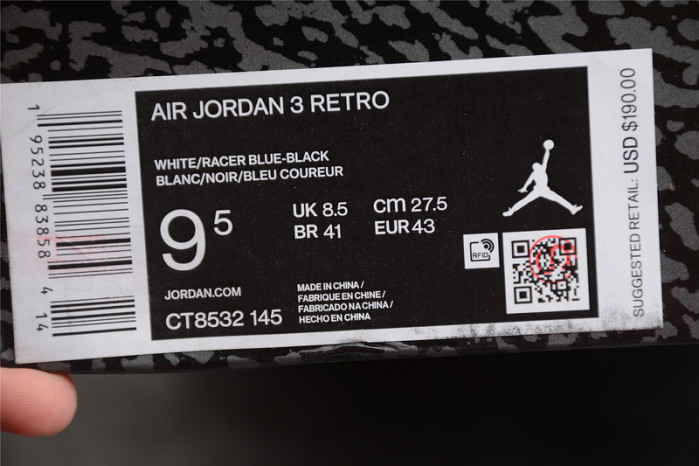 AIR JORDAN 3 RETRO
WHITE/RACER BLUE-BLACK
BLANC/NOIR/BLEU COUREUR
9 5
UK 8.5 cm 27.5
BR 41 EUR 43
RFID
JORDAN.COM
CT8532 145
MADE IN CHINA /
FABRIQUE EN CHINE /
FABRICADO NA CHINA /
HECHO EN CHINA
1 95238 83858 4 14
SUGGESTED RETAIL: USD $190.00